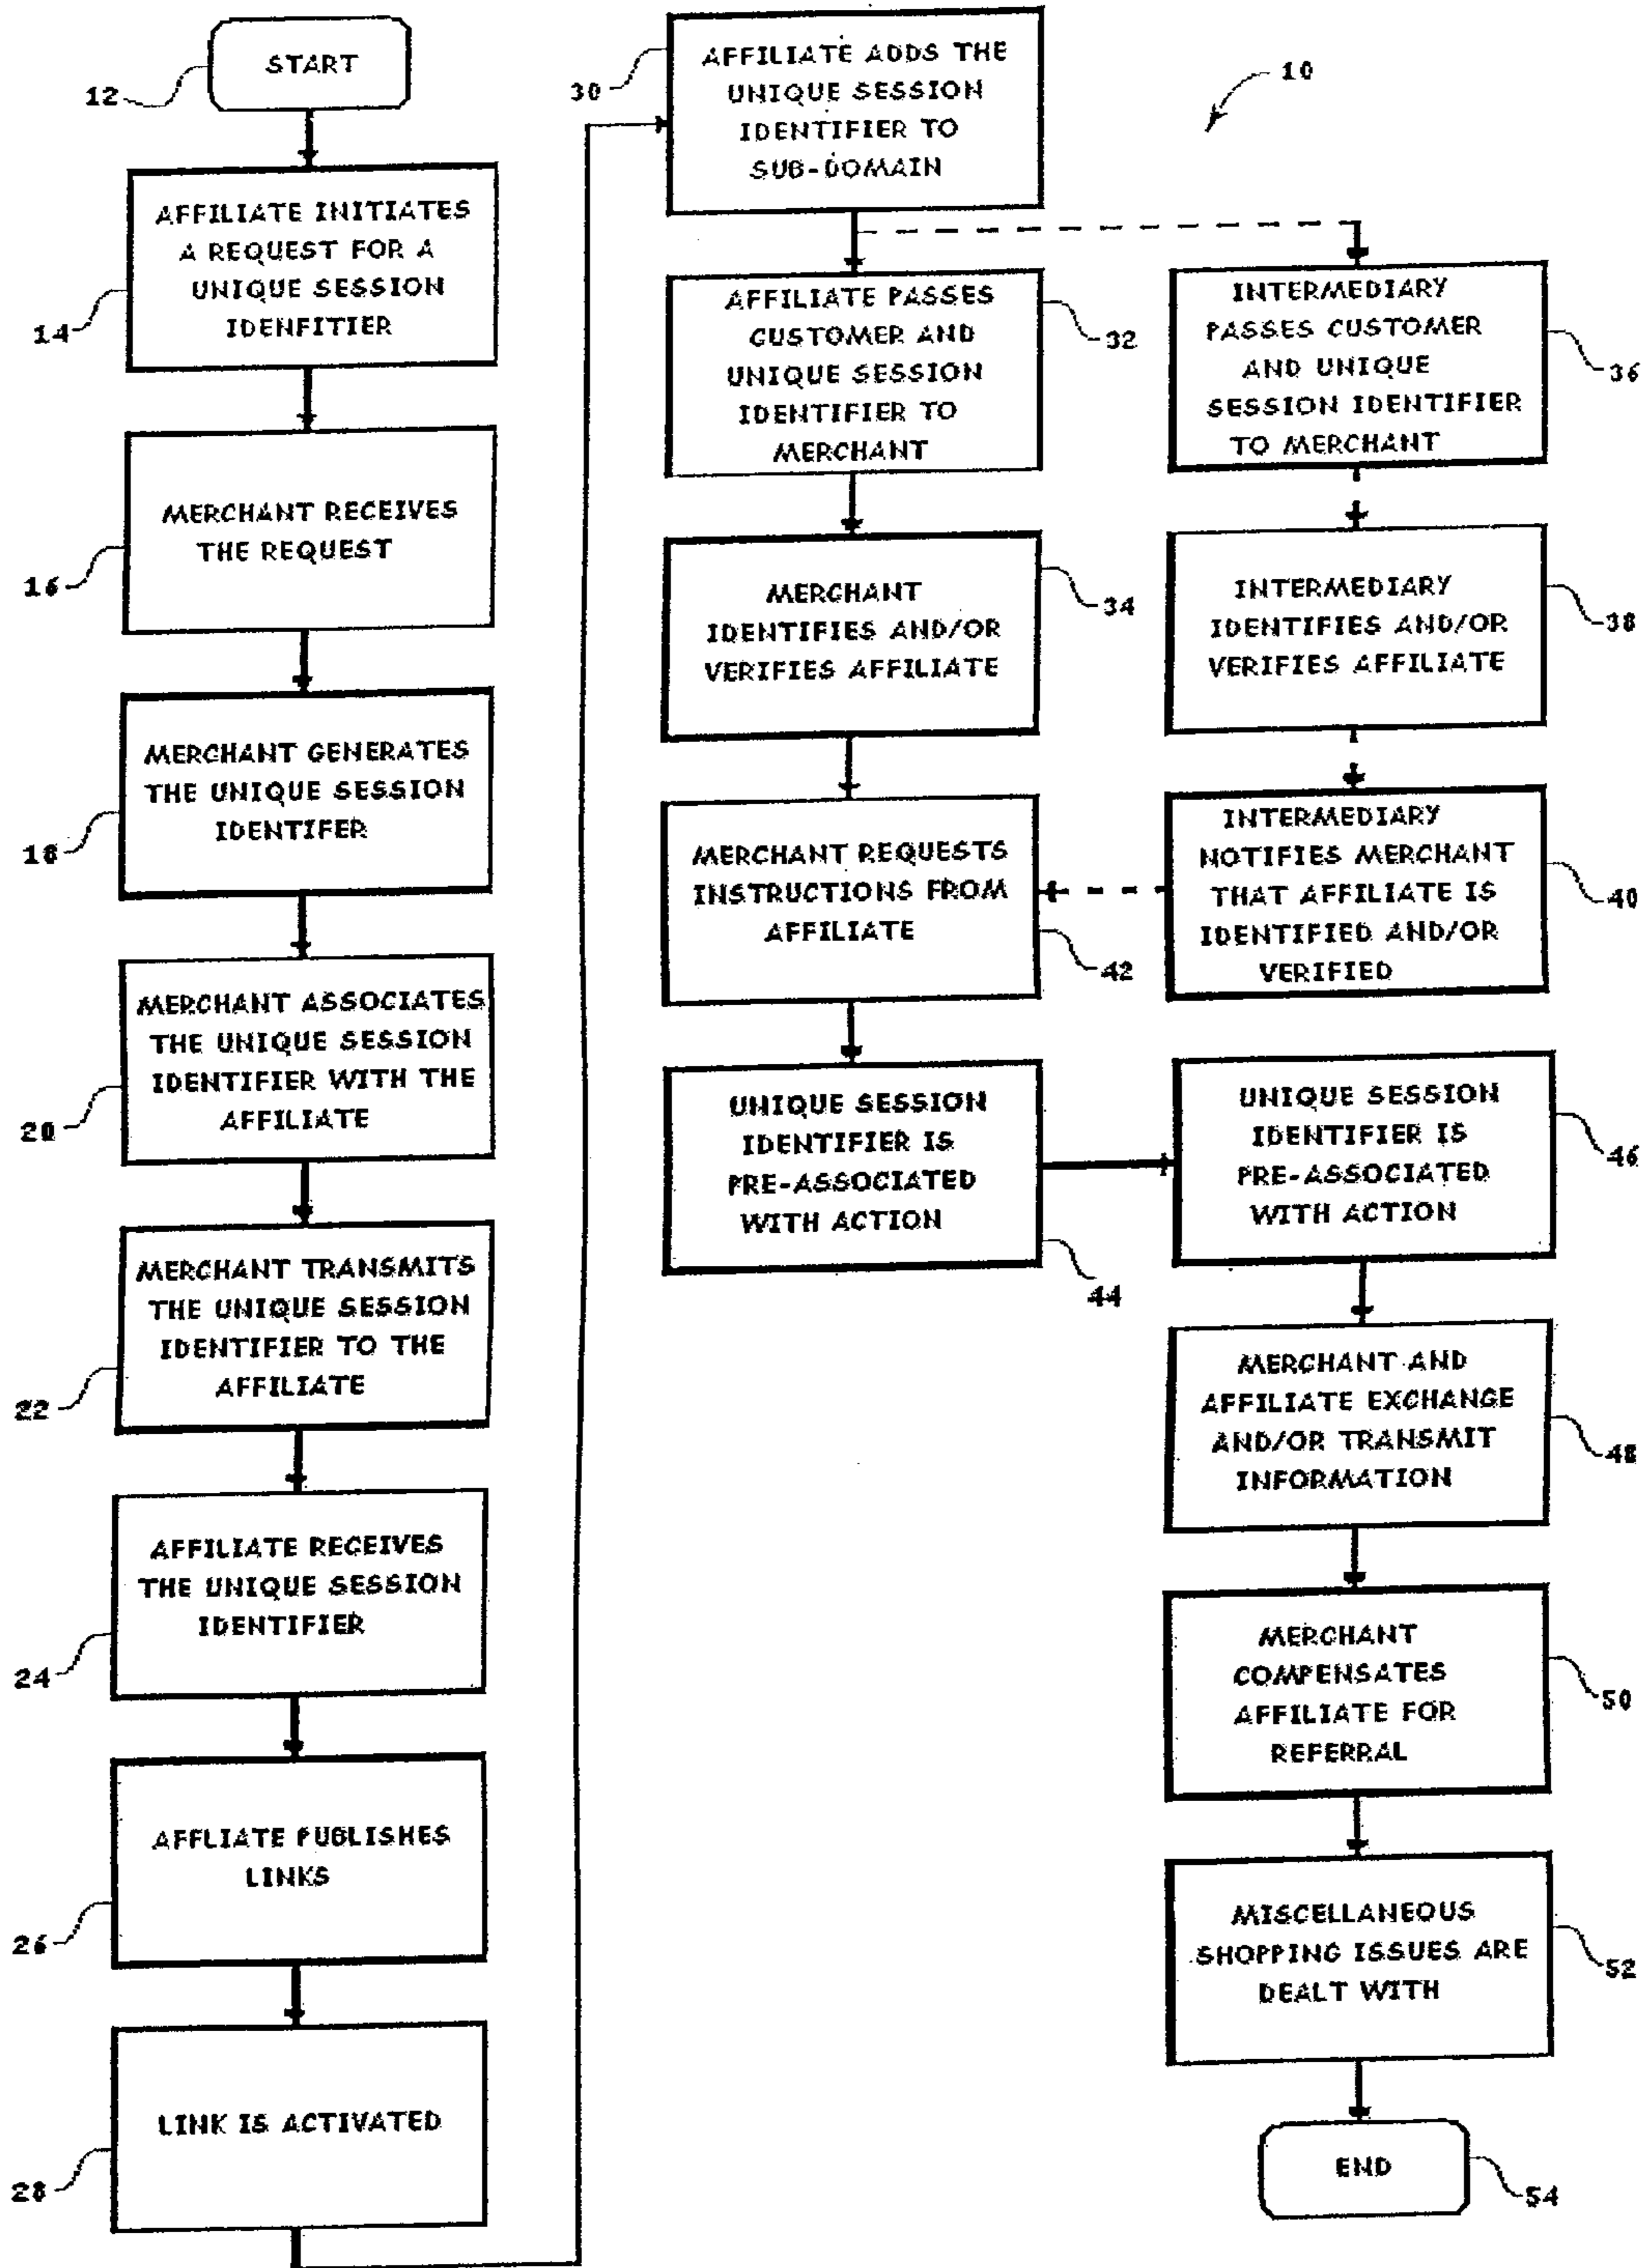 START
12
AFFILIATE INITIATES
A REQUEST FOR A
UNIQUE SESSION
IDENFITIER
14
MERCHANT RECEIVES
THE REQUEST
16
MERCHANT GENERATES
THE UNIQUE SESSION
IDENTIFER
18
MERCHANT ASSOCIATES
THE UNIQUE SESSION
IDENTIFIER WITH THE
AFFILIATE
20
MERCHANT TRANSMITS
THE UNIQUE SESSION
IDENTIFIER TO THE
AFFILIATE
22
AFFILIATE RECEIVES
THE UNIQUE SESSION
IDENTIFIER
24
AFFLIATE PUBLISHES
LINKS
26
LINK IS ACTIVATED
28
AFFILIATE ADDS THE
UNIQUE SESSION
IDENTIFIER TO
SUB-DOMAIN
30
10
AFFILIATE PASSES
CUSTOMER AND
UNIQUE SESSION
IDENTIFIER TO
MERCHANT
32
MERCHANT
IDENTIFIES AND/OR
VERIFIES AFFILIATE
34
INTERMEDIARY
PASSES CUSTOMER
AND UNIQUE
SESSION IDENTIFIER
TO MERCHANT
36
INTERMEDIARY
IDENTIFIES AND/OR
VERIFIES AFFILIATE
38
INTERMEDIARY
NOTIFIES MERCHANT
THAT AFFILIATE IS
IDENTIFIED AND/OR
VERIFIED
40
MERCHANT REQUESTS
INSTRUCTIONS FROM
AFFILIATE
42
UNIQUE SESSION
IDENTIFIER IS
PRE-ASSOCIATED
WITH ACTION
44
UNIQUE SESSION
IDENTIFIER IS
PRE-ASSOCIATED
WITH ACTION
46
MERCHANT AND
AFFILIATE EXCHANGE
AND/OR TRANSMIT
INFORMATION
48
MERCHANT
COMPENSATES
AFFILIATE FOR
REFERRAL
50
MISCELLANEOUS
SHOPPING ISSUES ARE
DEALT WITH
52
END
54